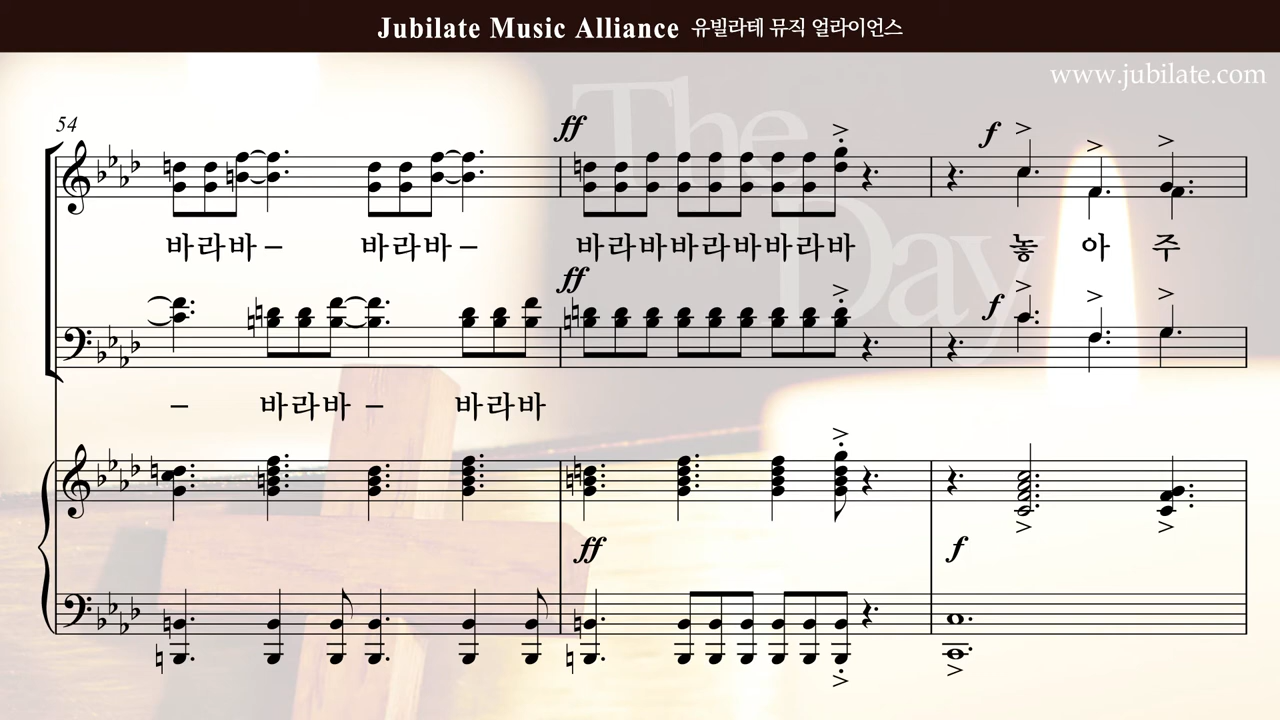 Jubilate Music Alliance 유빌라테 뮤직 얼라이언스
www.jubilate.com
The
Day
54
ff
f
바라바– 바라바– 바라바바라바바라바 놓 아 주
ff
f
– 바라바– 바라바
ff
f